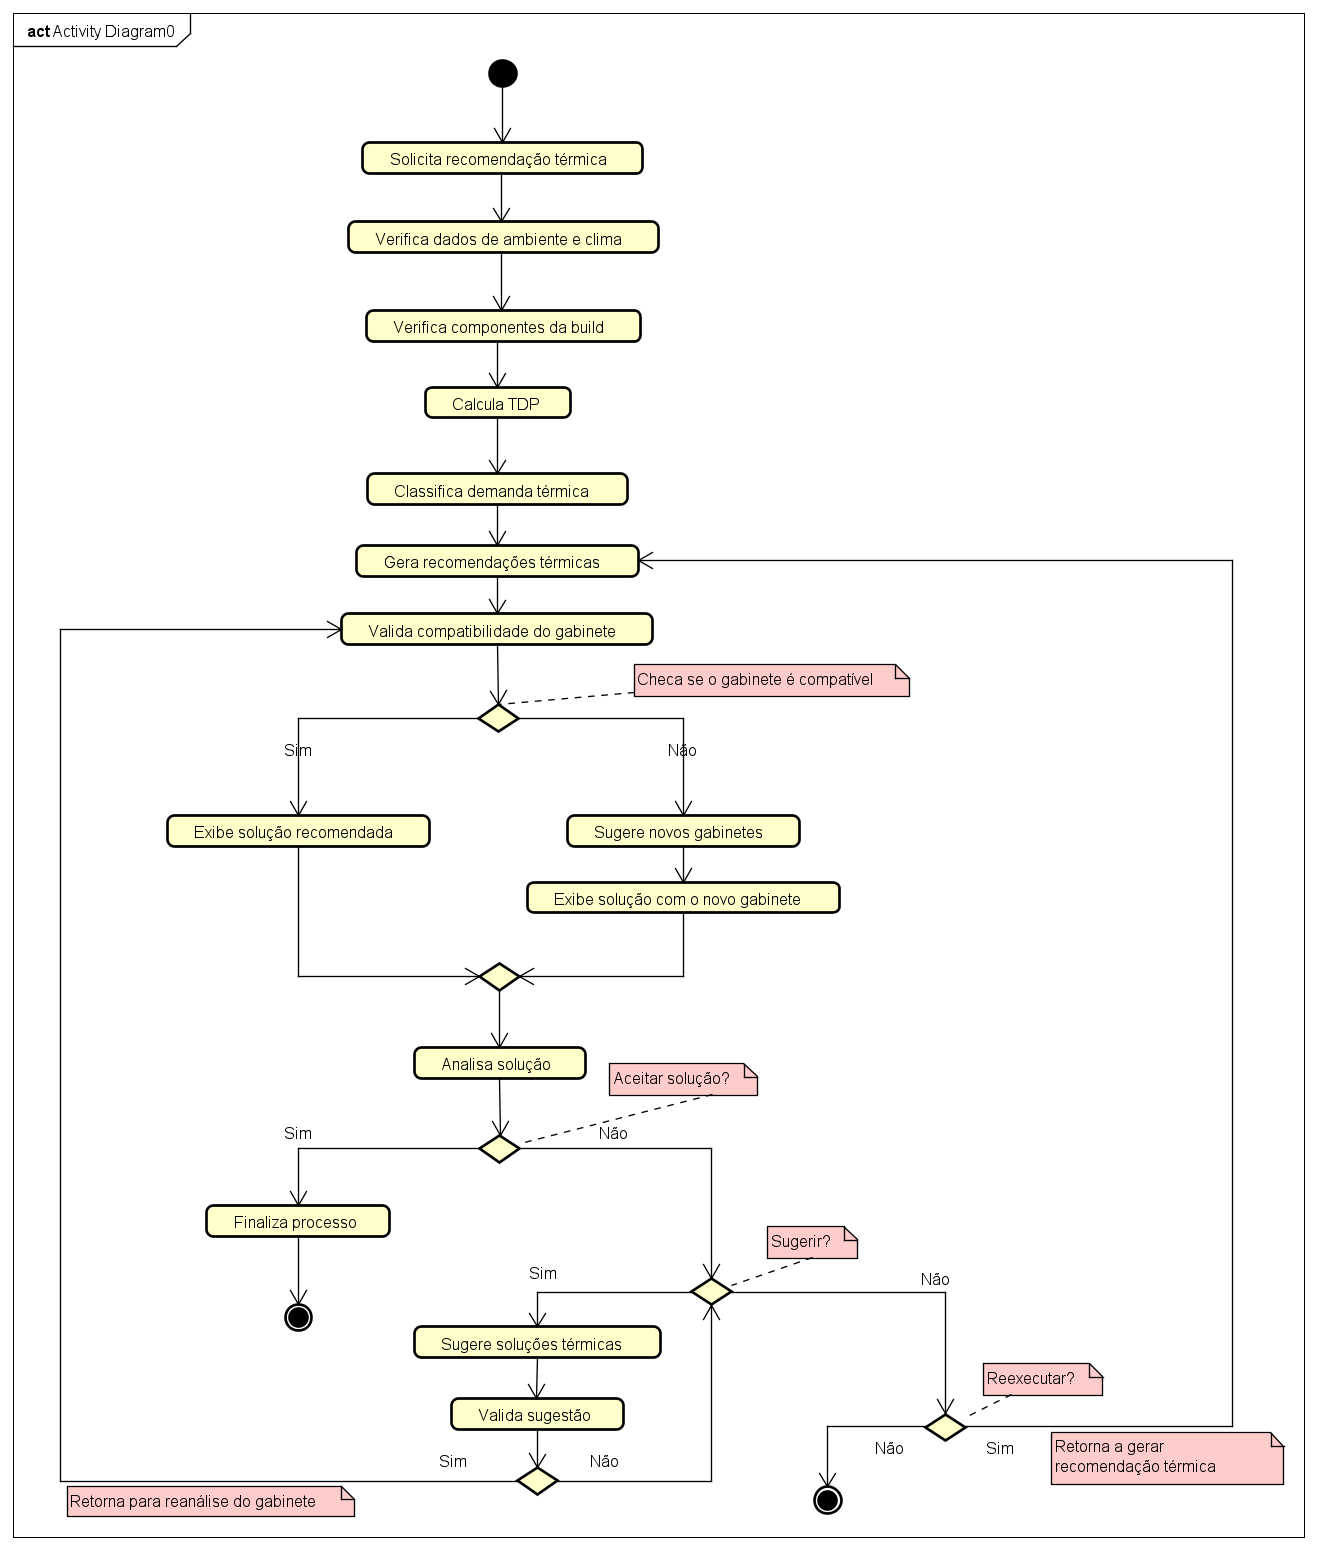 act Activity Diagram0
Solicita recomendação térmica
Verifica dados de ambiente e clima
Verifica componentes da build
Calcula TDP
Classifica demanda térmica
Gera recomendações térmicas
Valida compatibilidade do gabinete
Checa se o gabinete é compatível
Sim
Não
Exibe solução recomendada
Sugere novos gabinetes
Exibe solução com o novo gabinete
Analisa solução
Aceitar solução?
Sim
Não
Finaliza processo
Sugerir?
Sim
Não
Sugere soluções térmicas
Reexecutar?
Valida sugestão
Não
Sim
Retorna a gerar
recomendação térmica
Sim
Não
Retorna para reanálise do gabinete